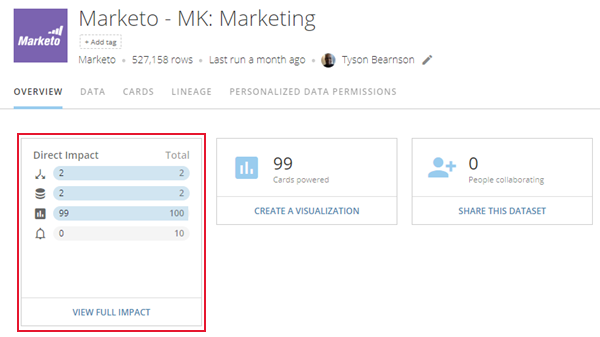 Marketo - MK: Marketing
Marketo
+ Add tag
Marketo • 527,158 rows • Last run a month ago • Tyson Bearnson
OVERVIEW DATA CARDS LINEAGE PERSONALIZED DATA PERMISSIONS
Direct Impact Total
2 2
2 2
99 100
0 10
VIEW FULL IMPACT
99
Cards powered
CREATE A VISUALIZATION
0
People collaborating
SHARE THIS DATASET